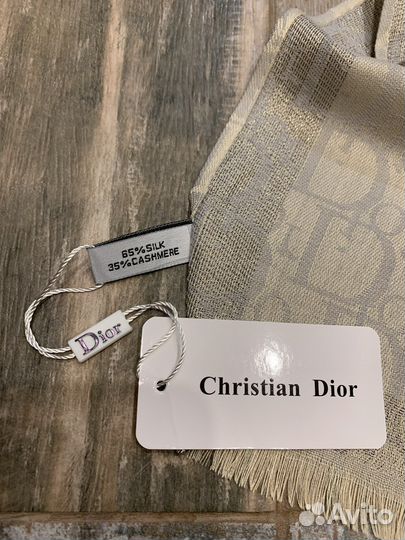 65%SILK
35%CASHMERE
Dior
Christian Dior
Avito